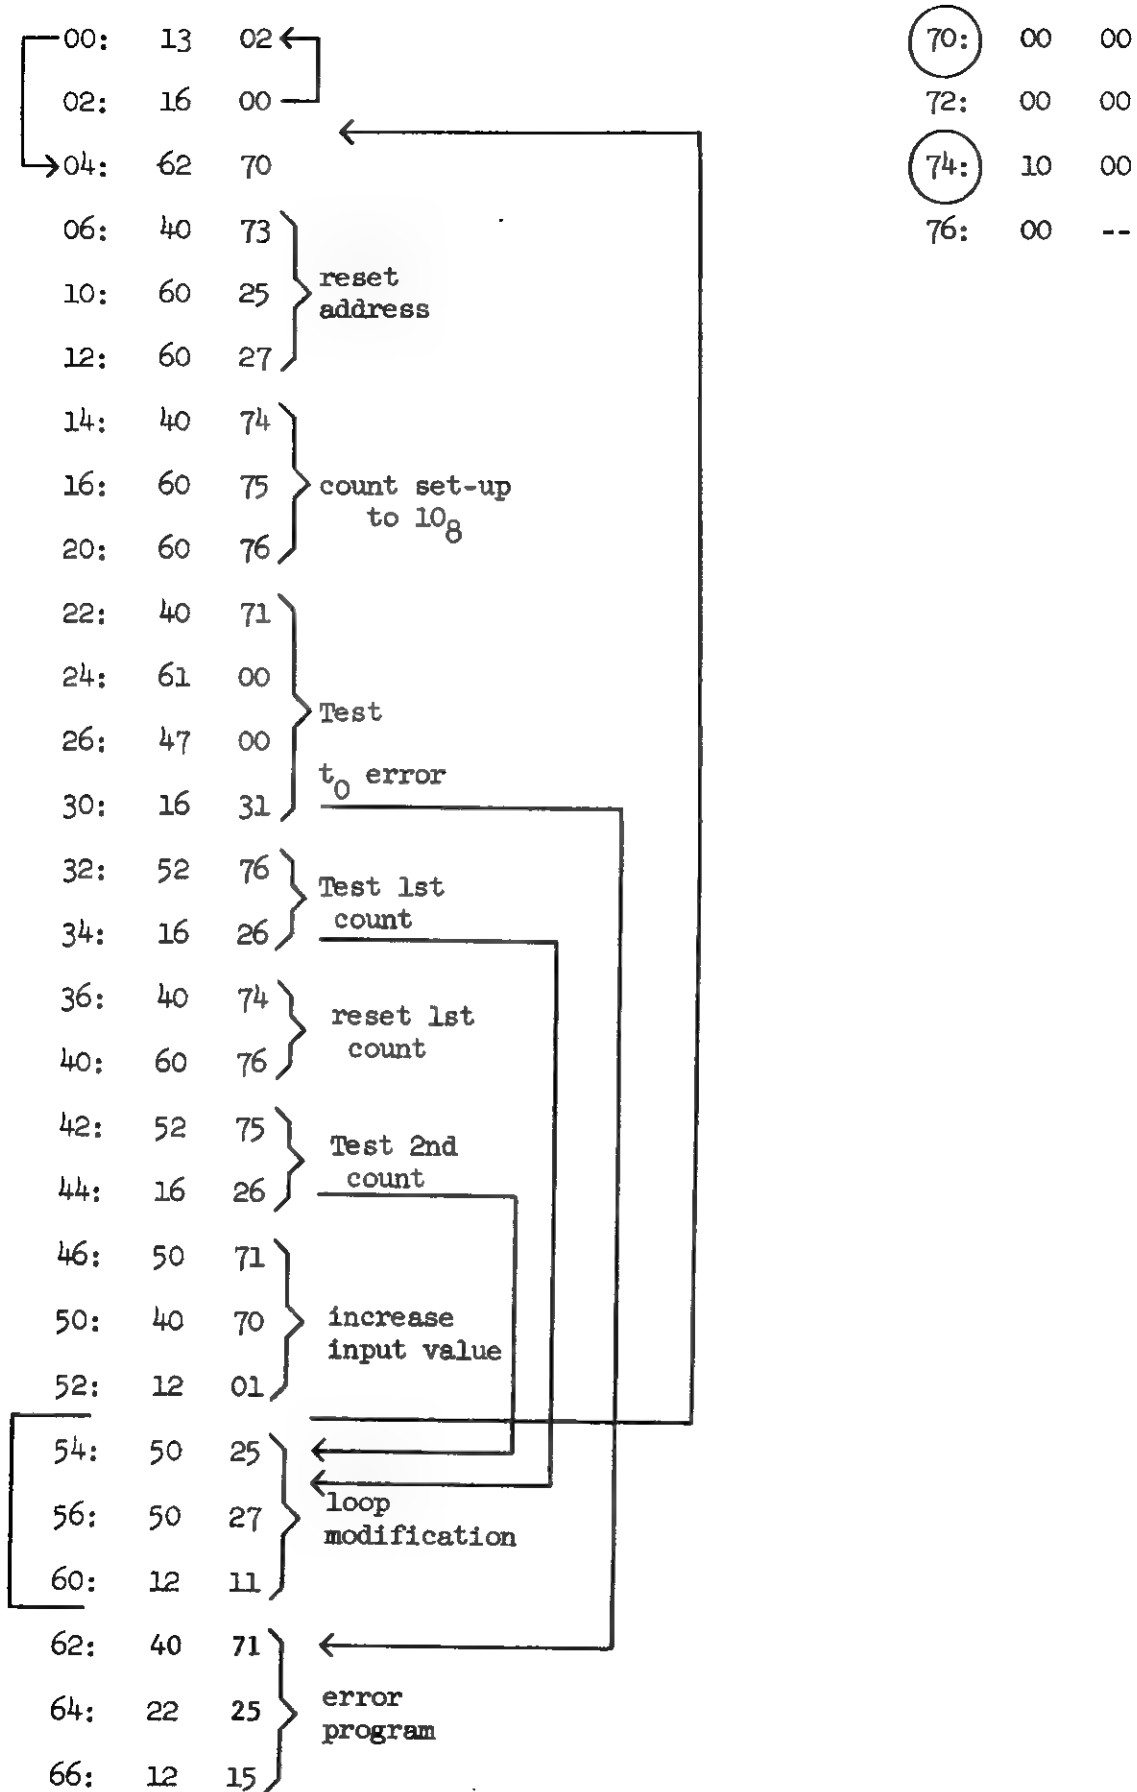 00: 13 02
02: 16 00
04: 62 70
06: 40 73
10: 60 25
12: 60 27
reset
address
14: 40 74
16: 60 75
20: 60 76
count set-up
to 10₈
22: 40 71
24: 61 00
26: 47 00
30: 16 31
Test
t₀ error
32: 52 76
34: 16 26
Test 1st
count
36: 40 74
40: 60 76
reset 1st
count
42: 52 75
44: 16 26
Test 2nd
count
46: 50 71
50: 40 70
52: 12 01
increase
input value
54: 50 25
56: 50 27
60: 12 11
loop
modification
62: 40 71
64: 22 25
66: 12 15
error
program
70: 00 00
72: 00 00
74: 10 00
76: 00 --